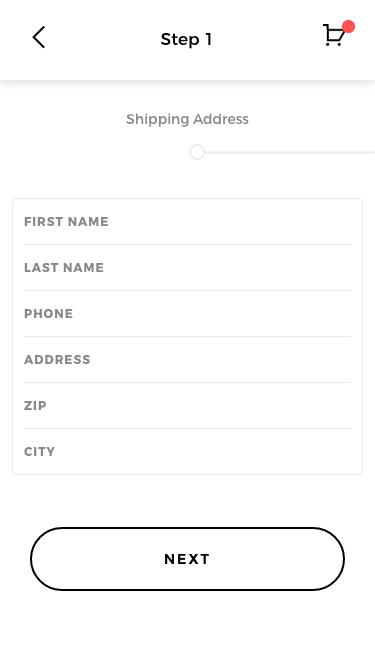 Step 1
Shipping Address
FIRST NAME
LAST NAME
PHONE
ADDRESS
ZIP
CITY
NEXT